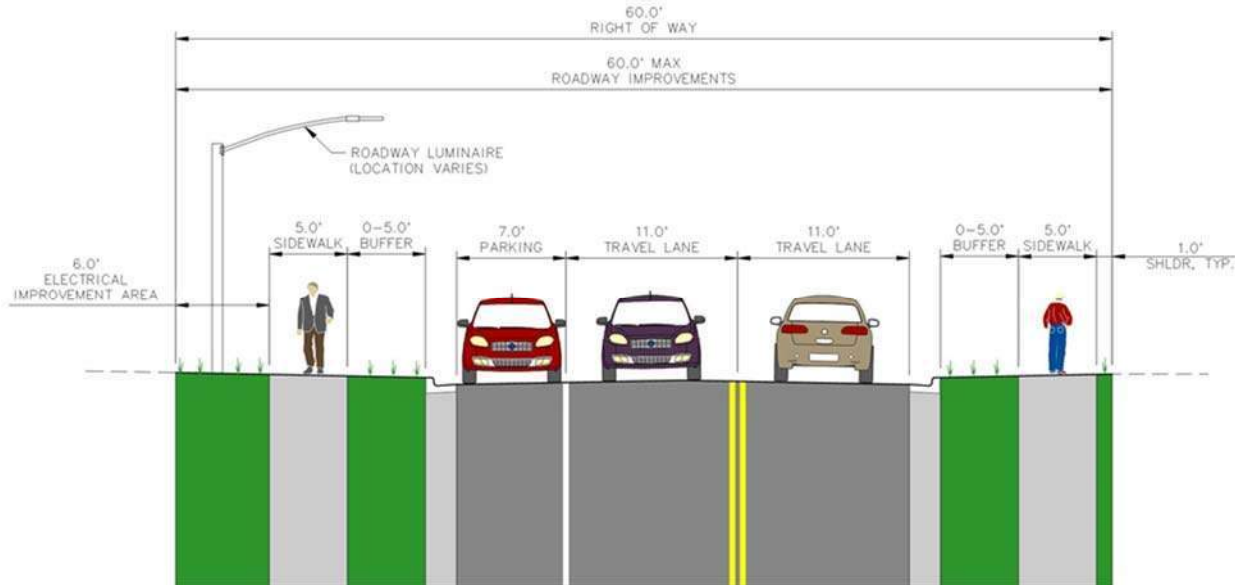 60.0'
RIGHT OF WAY
60.0' MAX
ROADWAY IMPROVEMENTS
ROADWAY LUMINAIRE
(LOCATION VARIES)
5.0'
SIDEWALK
0-5.0'
BUFFER
7.0'
PARKING
11.0'
TRAVEL LANE
11.0'
TRAVEL LANE
0-5.0'
BUFFER
5.0'
SIDEWALK
1.0'
SHLDR, TYP.
6.0'
ELECTRICAL
IMPROVEMENT AREA